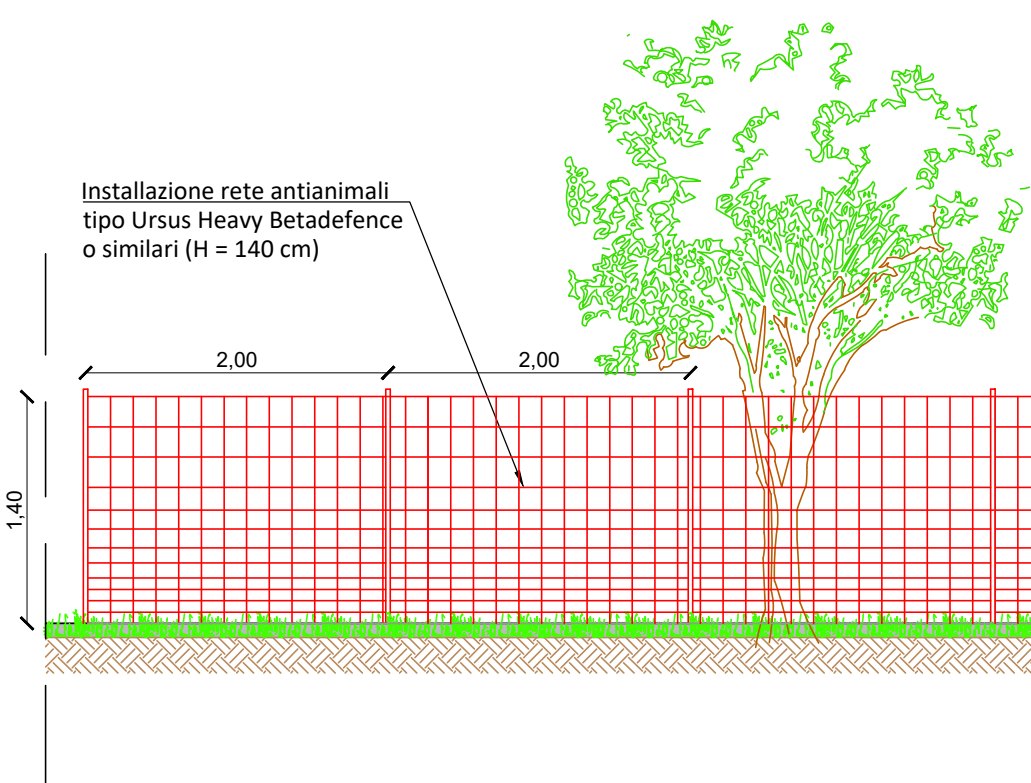 Installazione rete antianimali
tipo Ursus Heavy Betadefence
o similari (H = 140 cm)
2,00
2,00
1,40